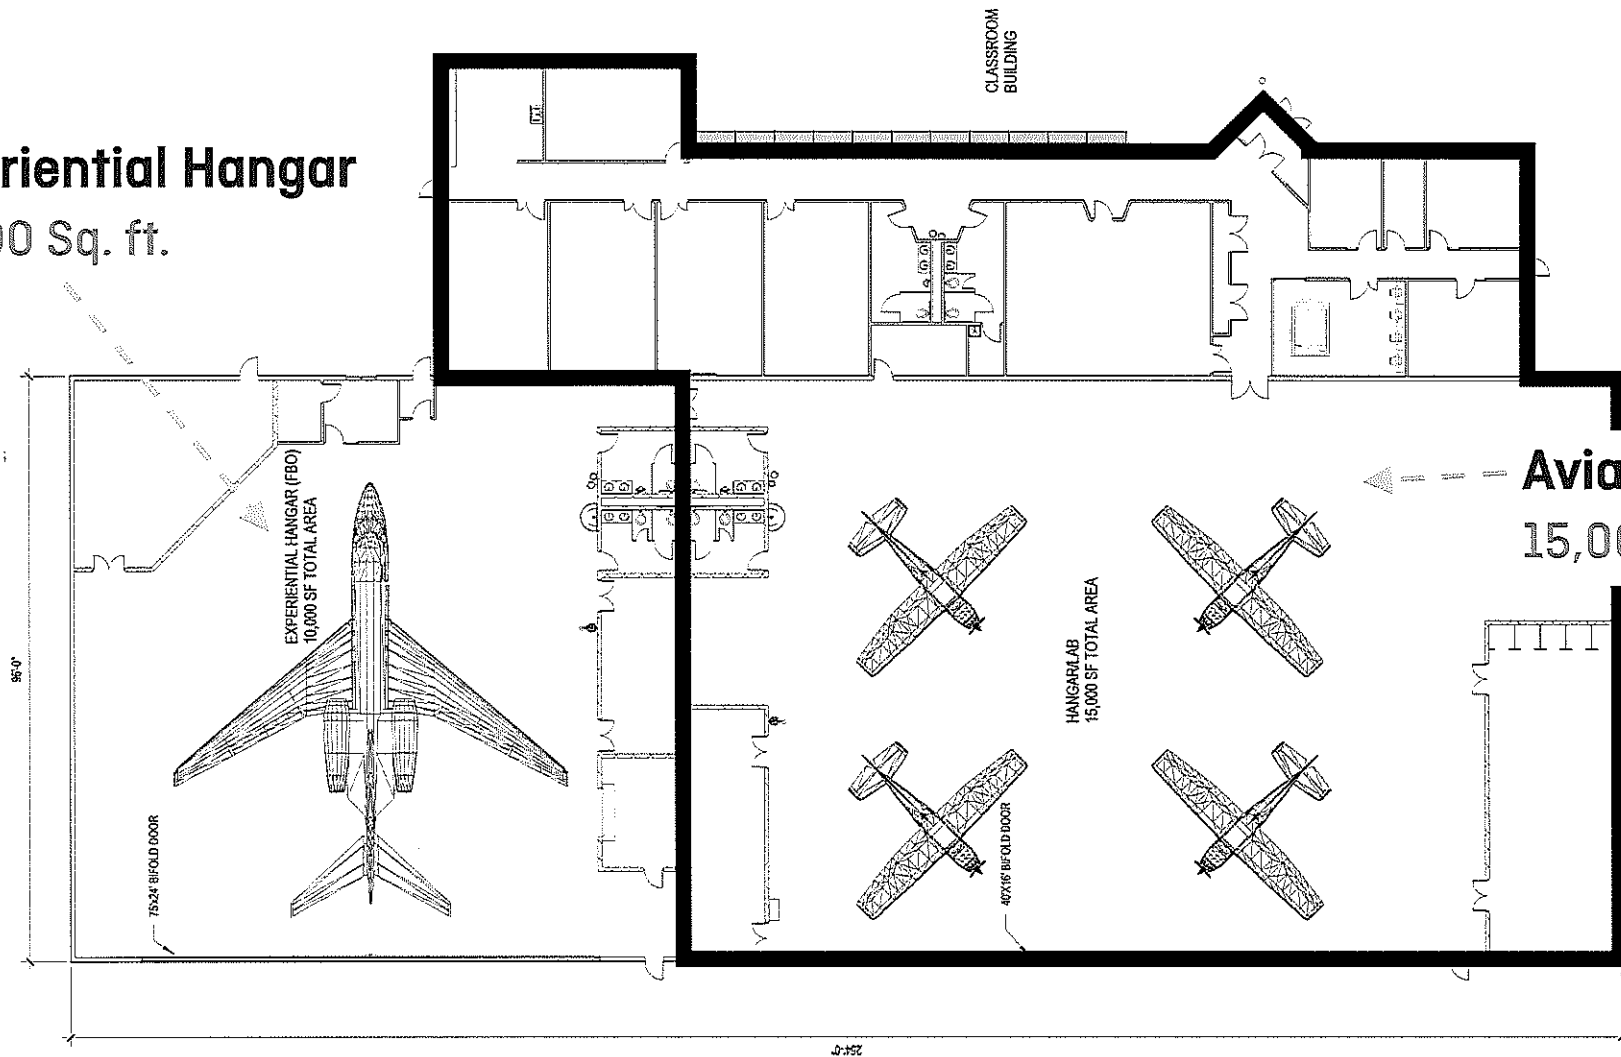 CLASSROOM
BUILDING
riential Hangar
00 Sq. ft.
EXPERIENTIAL HANGAR (FBO)
10,000 SF TOTAL AREA
Avia
15,00
HANGAR/LAB
15,000 SF TOTAL AREA
96'-0"
75'x24' BIFOLD DOOR
40'X16' BIFOLD DOOR
254'-0"